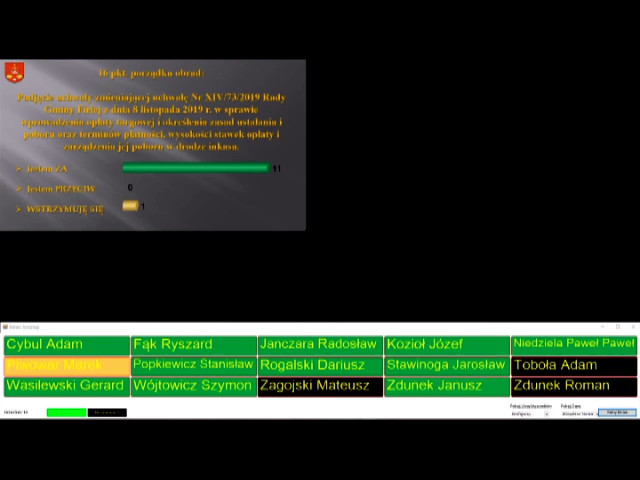 16 pkt. porządku obrad:
Podjęcie uchwały zmieniającej uchwałę Nr XIV/73/2019 Rady
Gminy Firlej z dnia 8 listopada 2019 r. w sprawie
wprowadzenia opłaty targowej i określenia zasad ustalania i
poboru oraz terminów płatności, wysokości stawek opłaty i
zarządzenia jej poboru w drodze inkasa.
Jestem ZA 11
Jestem PRZECIW 0
WSTRZYMUJĘ SIĘ 1
Cybul Adam Fąk Ryszard Janczara Radosław Kozioł Józef Niedziela Paweł Paweł
Piwowar Marek Popkiewicz Stanisław Rogalski Dariusz Stawinoga Jarosław Toboła Adam
Wasilewski Gerard Wójtowicz Szymon Zagojski Mateusz Zdunek Janusz Zdunek Roman